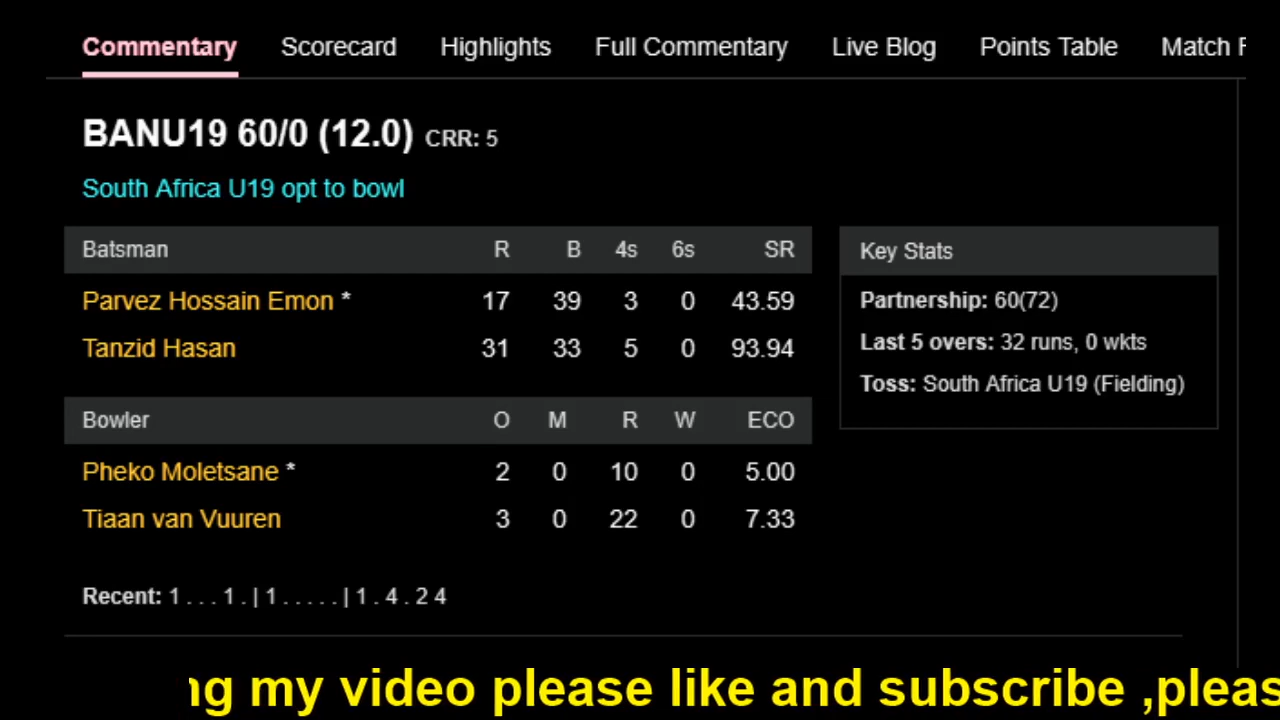 Commentary Scorecard Highlights Full Commentary Live Blog Points Table Match
BANU19 60/0 (12.0) CRR: 5
South Africa U19 opt to bowl
Batsman R B 4s 6s SR
Parvez Hossain Emon * 17 39 3 0 43.59
Tanzid Hasan 31 33 5 0 93.94
Bowler O M R W ECO
Pheko Moletsane * 2 0 10 0 5.00
Tiaan van Vuuren 3 0 22 0 7.33
Key Stats
Partnership: 60(72)
Last 5 overs: 32 runs, 0 wkts
Toss: South Africa U19 (Fielding)
Recent: 1 . . . 1 . | 1 . . . . . | 1 . 4 . 2 4
my video please like and subscribe ,